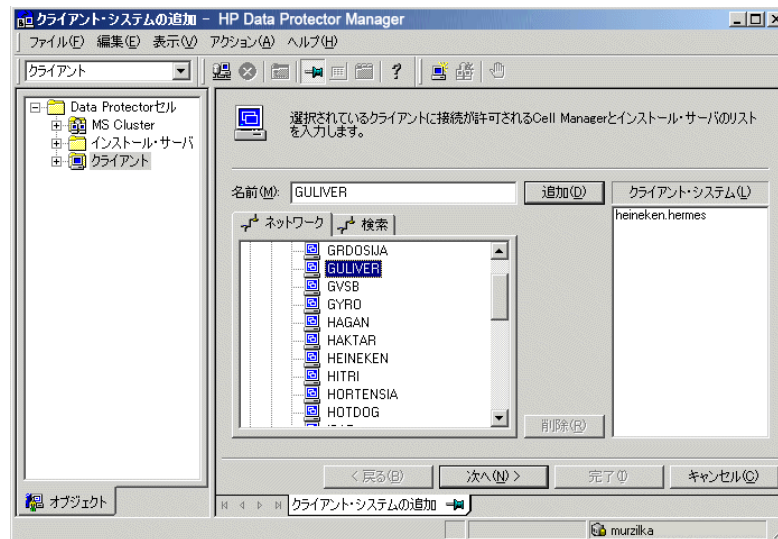 クライアント・システムの追加 - HP Data Protector Manager
ファイル(F) 編集(E) 表示(V) アクション(A) ヘルプ(H)
クライアント
Data Protectorセル
MS Cluster
インストール・サーバ
クライアント
オブジェクト
選択されているクライアントに接続が許可されるCell Managerとインストール・サーバのリスト
を入力します。
名前(M): GULIVER 追加(D) クライアント・システム(L)
ネットワーク 検索
heineken.hermes
GRDOSIJA
GULIVER
GVSB
GYRO
HAGAN
HAKTAR
HEINEKEN
HITRI
HORTENSIA
HOTDOG
削除(R)
< 戻る(B) 次へ(N) > 完了(I) キャンセル(C)
クライアント・システムの追加
murzilka